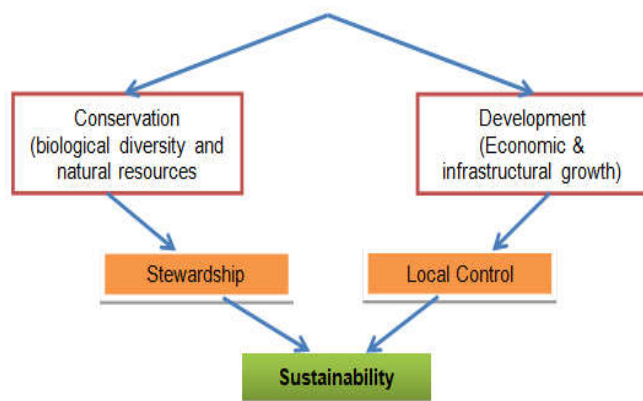 Conservation
(biological diversity and
natural resources
Development
(Economic &
infrastructural growth)
Stewardship
Local Control
Sustainability